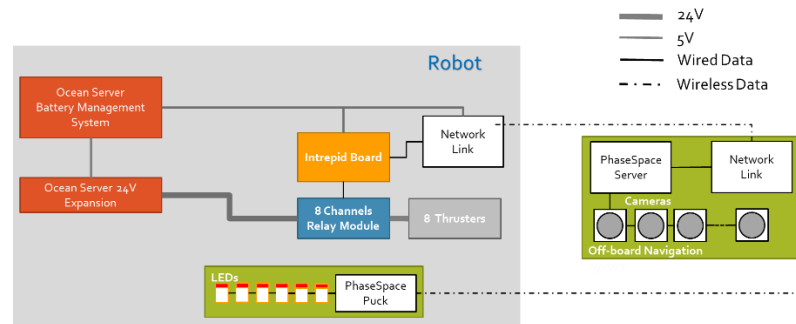 24V
5V
Wired Data
Wireless Data
Robot
Ocean Server
Battery Management
System
Intrepid Board
Network
Link
PhaseSpace
Server
Network
Link
Ocean Server 24V
Expansion
8 Channels
Relay Module
8 Thrusters
Cameras
Off-board Navigation
LEDs
PhaseSpace
Puck